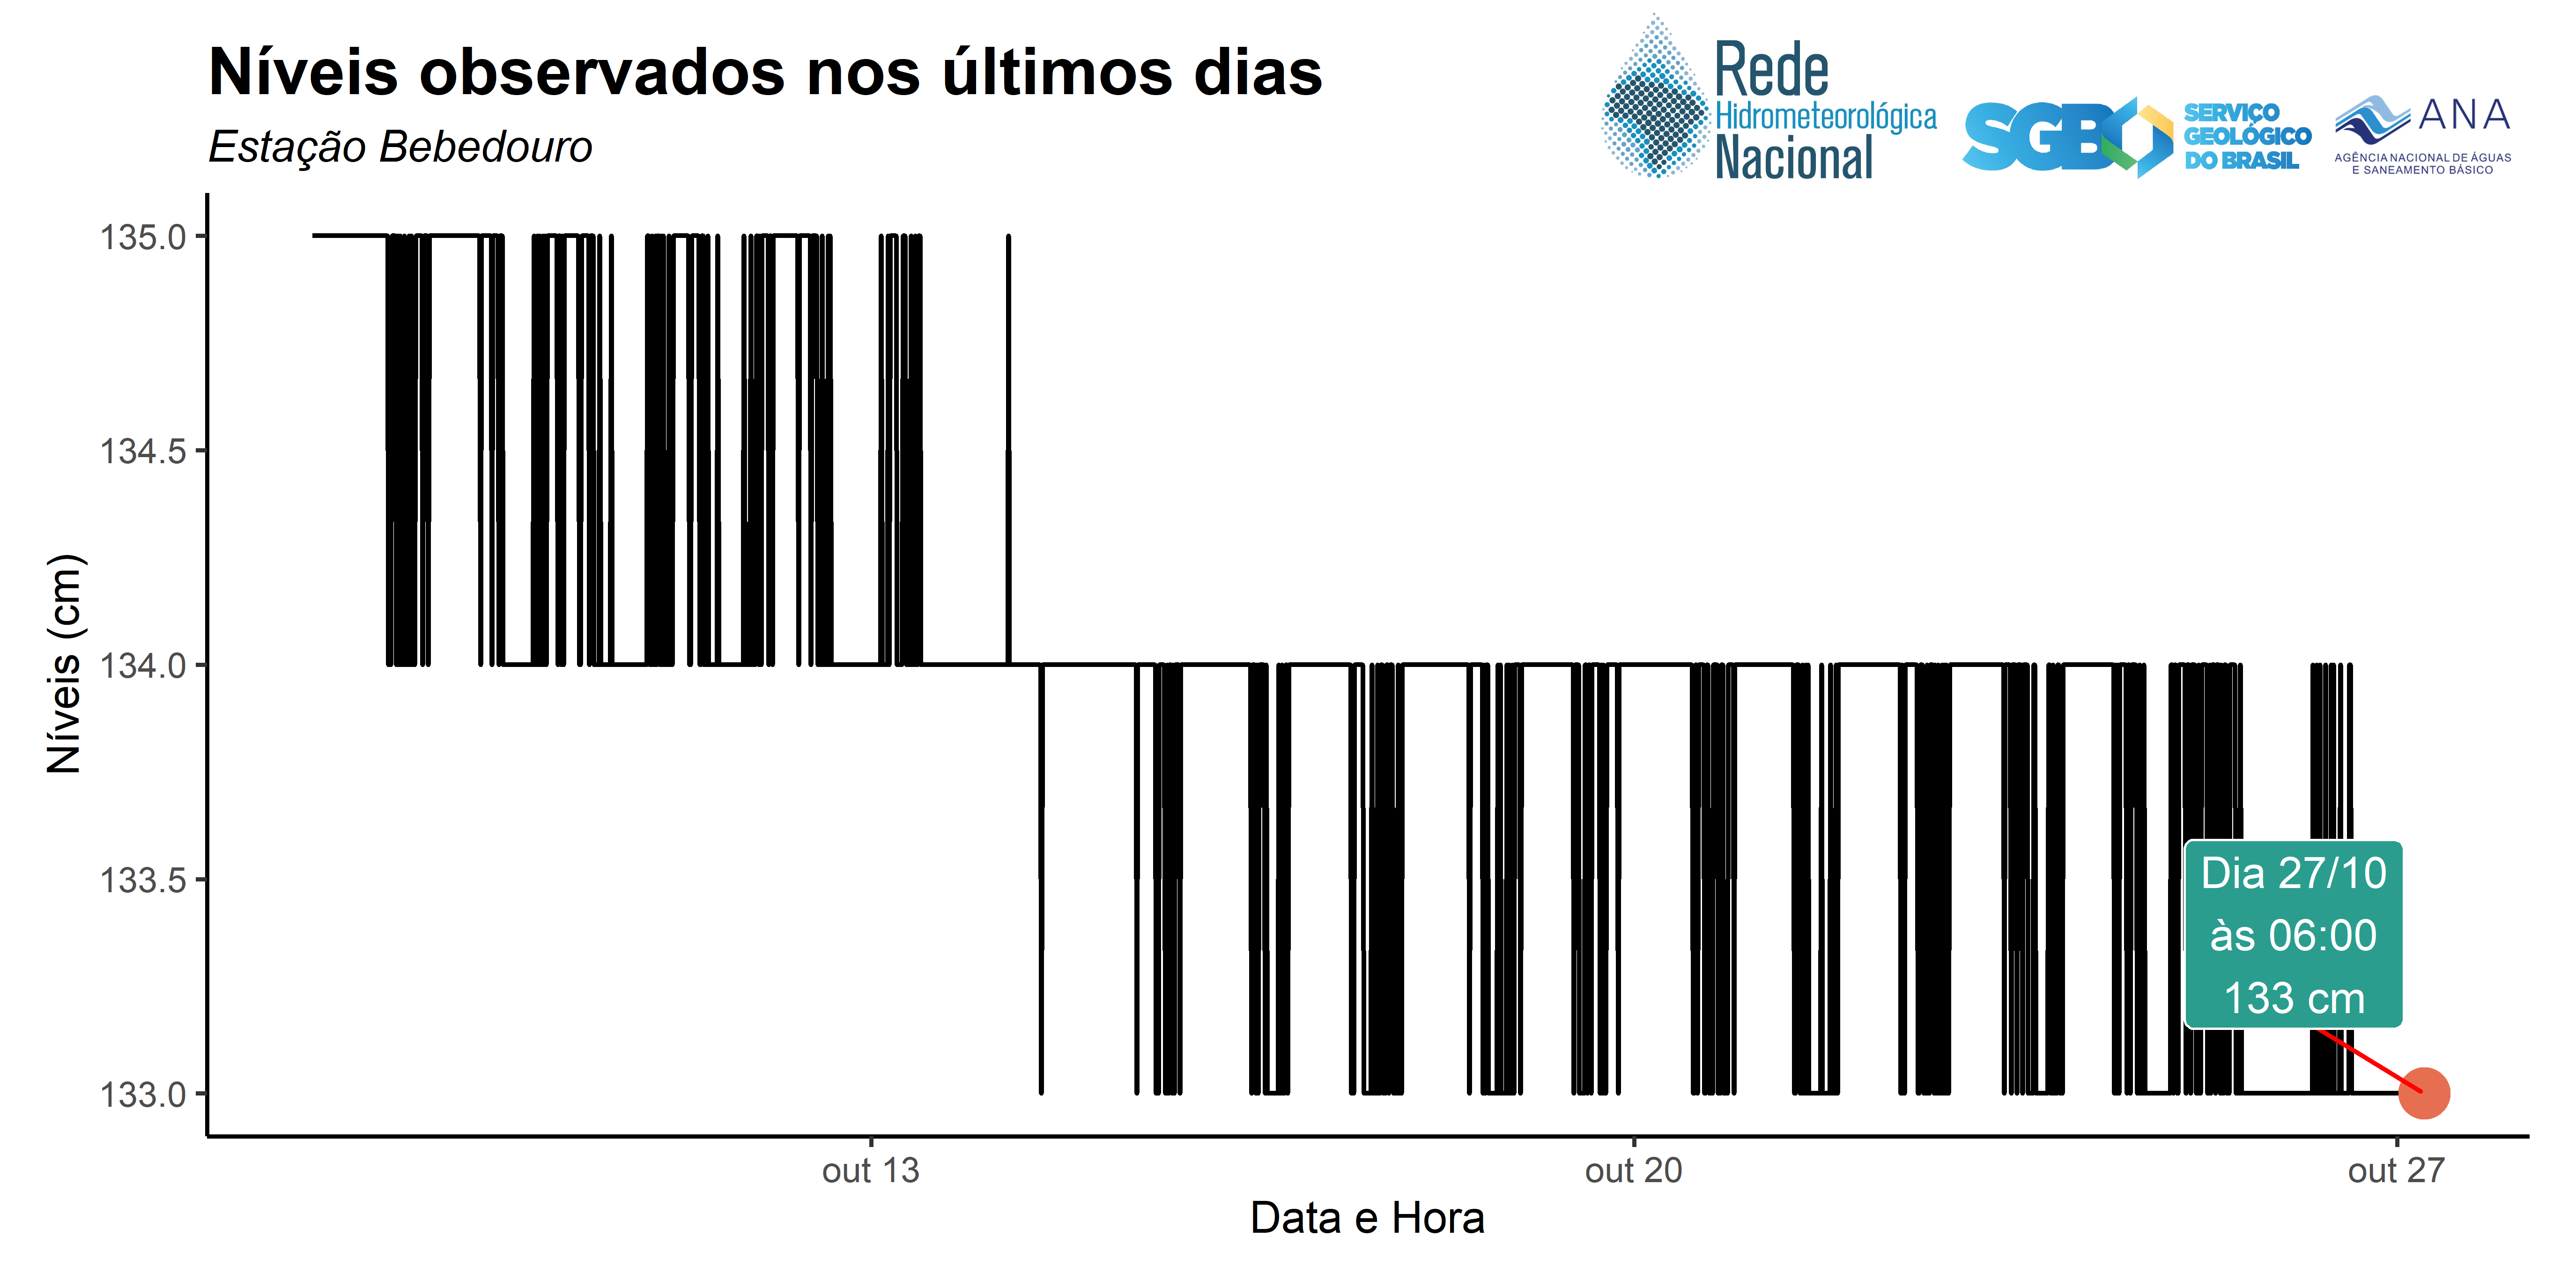 Níveis observados nos últimos dias
Estação Bebedouro
Rede
Hidrometeorológica
Nacional
SGB
SERVIÇO
GEOLÓGICO
DO BRASIL
ANA
AGÊNCIA NACIONAL DE ÁGUAS
E SANEAMENTO BÁSICO
Níveis (cm)
135.0
134.5
134.0
133.5
133.0
Dia 27/10
às 06:00
133 cm
out 13
out 20
out 27
Data e Hora